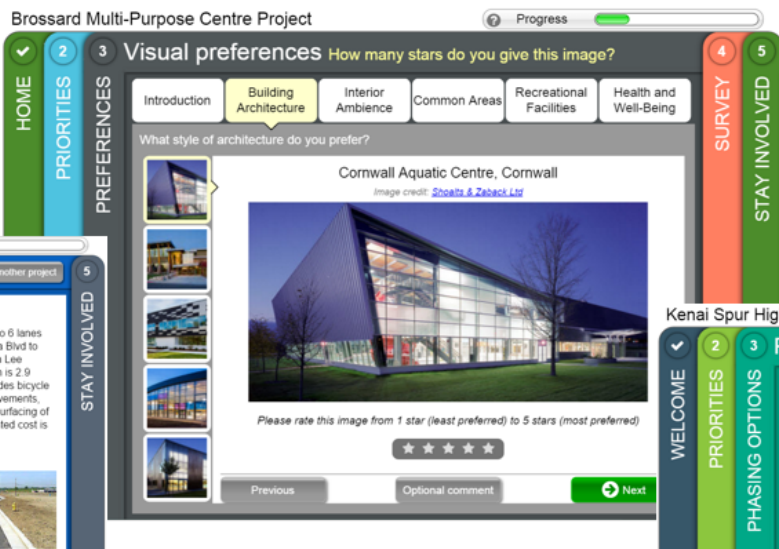 Brossard Multi-Purpose Centre Project
Progress
HOME
2
PRIORITIES
3
PREFERENCES
Visual preferences How many stars do you give this image?
4
SURVEY
5
STAY INVOLVED
Introduction
Building
Architecture
Interior
Ambience
Common Areas
Recreational
Facilities
Health and
Well-Being
What style of architecture do you prefer?
Cornwall Aquatic Centre, Cornwall
Image credit: Shoalts & Zaback Ltd
Please rate this image from 1 star (least preferred) to 5 stars (most preferred)
Previous
Optional comment
Next
nother project
5
STAY INVOLVED
o 6 lanes
a Blvd to
Lee
is 2.9
des bicycle
vements,
urfacing of
ted cost is
Kenai Spur Hig
WELCOME
2
PRIORITIES
3
PHASING OPTIONS